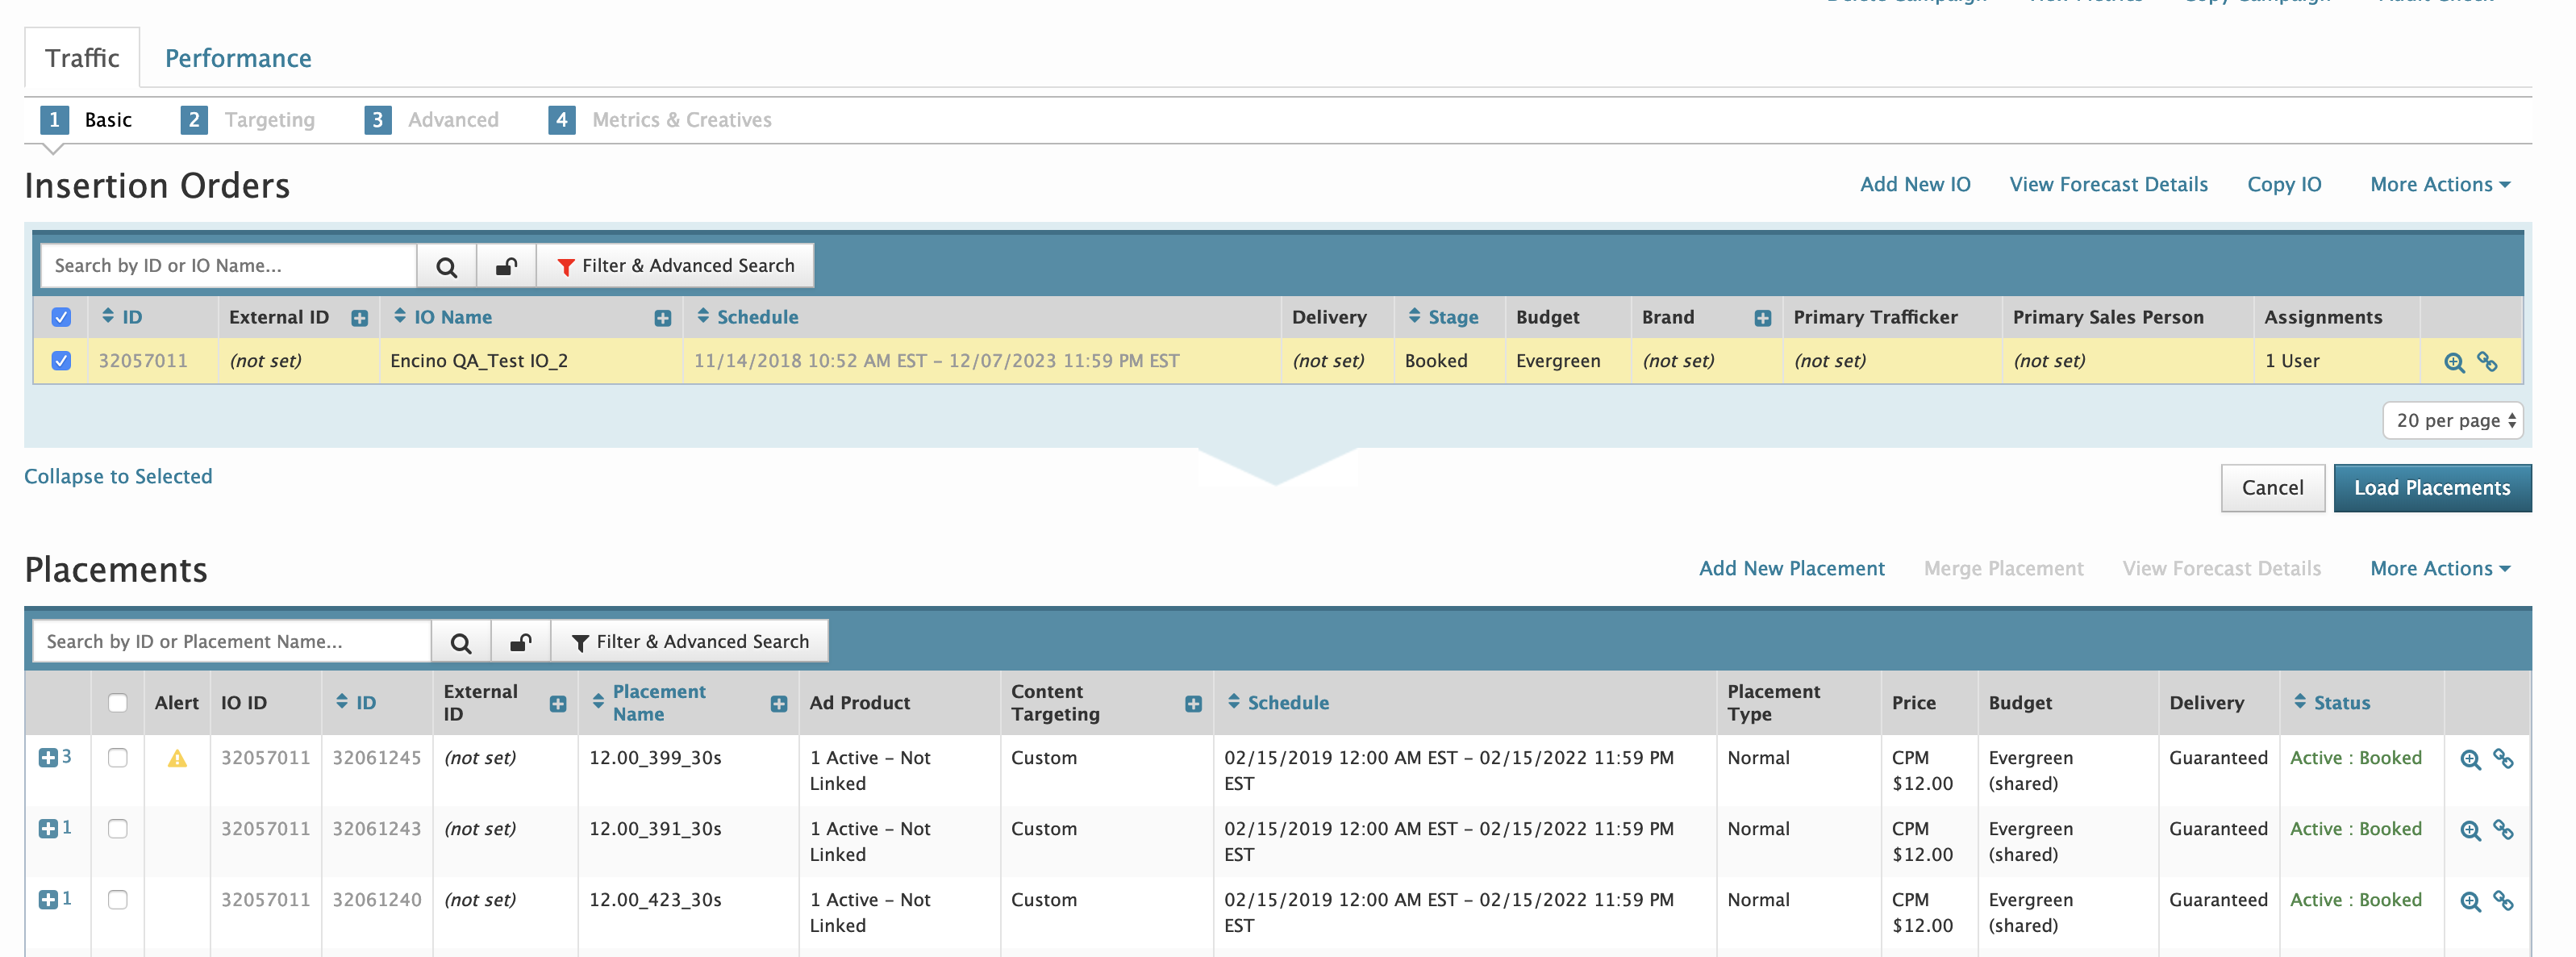 Delete Campaign View Metrics Copy Campaign Audit Check
Traffic Performance
1 Basic 2 Targeting 3 Advanced 4 Metrics & Creatives
Insertion Orders Add New IO View Forecast Details Copy IO More Actions
Search by ID or IO Name... Filter & Advanced Search
ID External ID IO Name Schedule Delivery Stage Budget Brand Primary Trafficker Primary Sales Person Assignments
32057011 (not set) Encino QA_Test IO_2 11/14/2018 10:52 AM EST – 12/07/2023 11:59 PM EST (not set) Booked Evergreen (not set) (not set) (not set) 1 User
20 per page
Collapse to Selected
Cancel Load Placements
Placements Add New Placement Merge Placement View Forecast Details More Actions
Search by ID or Placement Name... Filter & Advanced Search
Alert IO ID ID External ID Placement Name Ad Product Content Targeting Schedule Placement Type Price Budget Delivery Status
3 32057011 32061245 (not set) 12.00_399_30s 1 Active – Not Custom 02/15/2019 12:00 AM EST – 02/15/2022 11:59 PM Normal CPM Evergreen Guaranteed Active : Booked
Linked EST $12.00 (shared)
1 32057011 32061243 (not set) 12.00_391_30s 1 Active – Not Custom 02/15/2019 12:00 AM EST – 02/15/2022 11:59 PM Normal CPM Evergreen Guaranteed Active : Booked
Linked EST $12.00 (shared)
1 32057011 32061240 (not set) 12.00_423_30s 1 Active – Not Custom 02/15/2019 12:00 AM EST – 02/15/2022 11:59 PM Normal CPM Evergreen Guaranteed Active : Booked
Linked EST $12.00 (shared)